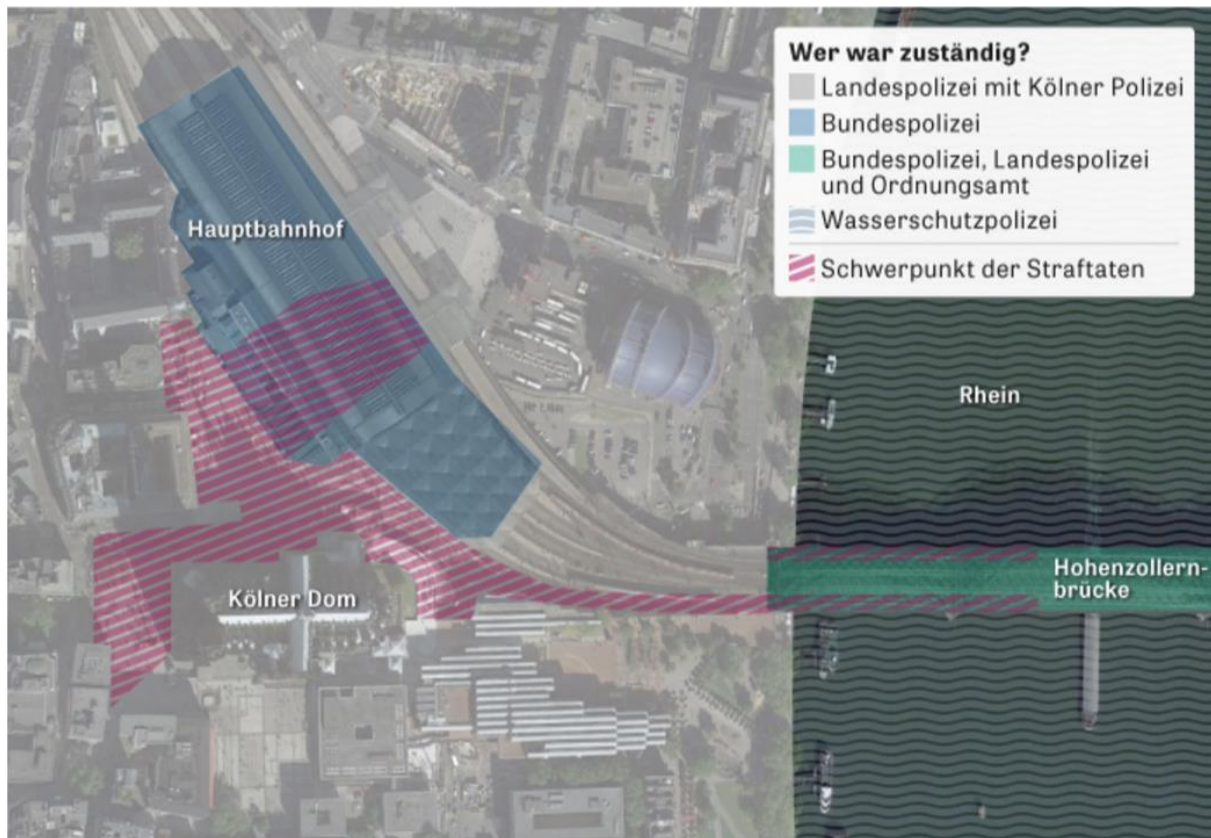 Wer war zuständig?
Landespolizei mit Kölner Polizei
Bundespolizei
Bundespolizei, Landespolizei
und Ordnungsamt
Wasserschutzpolizei
Schwerpunkt der Straftaten
Hauptbahnhof
Rhein
Hohenzollern-
brücke
Kölner Dom